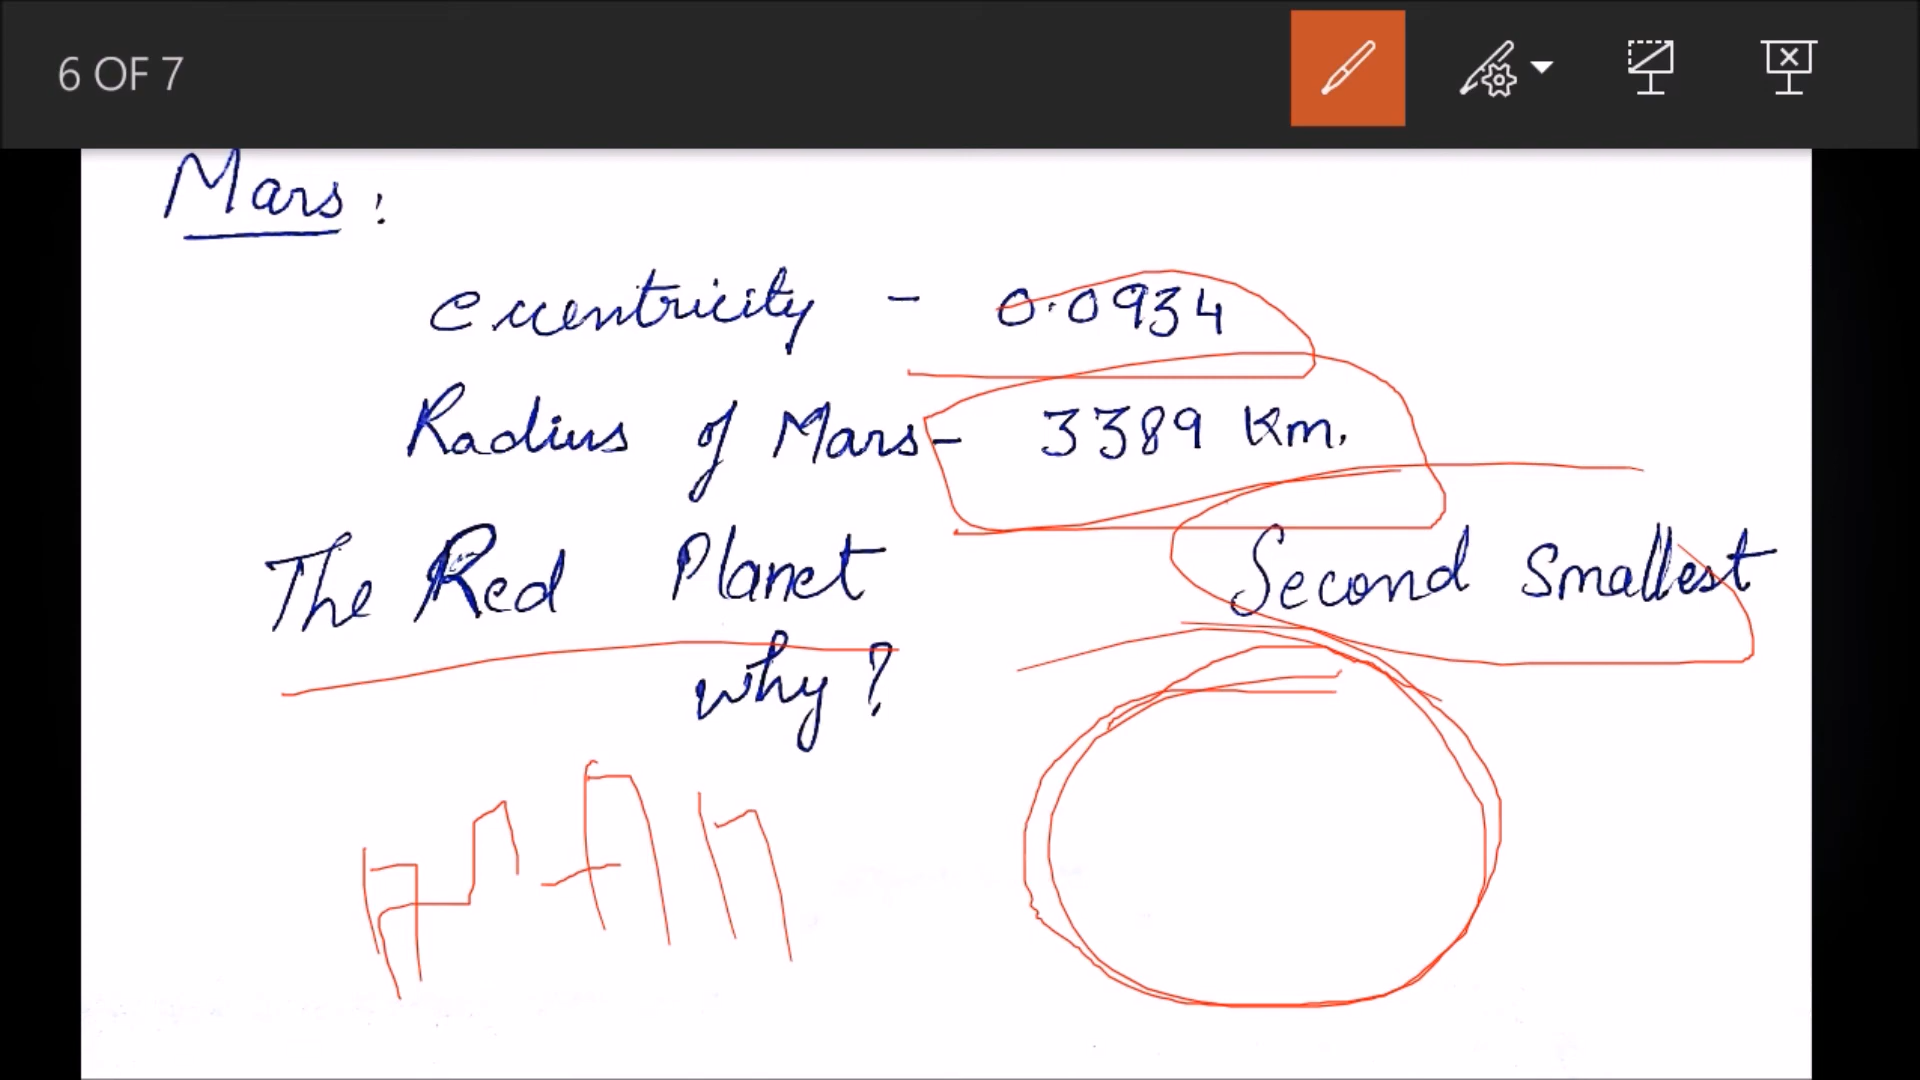 6 OF 7
Mars:
eccentricity - 0.0934
Radius of Mars - 3389 Km.
The Red Planet Second Smallest
why?